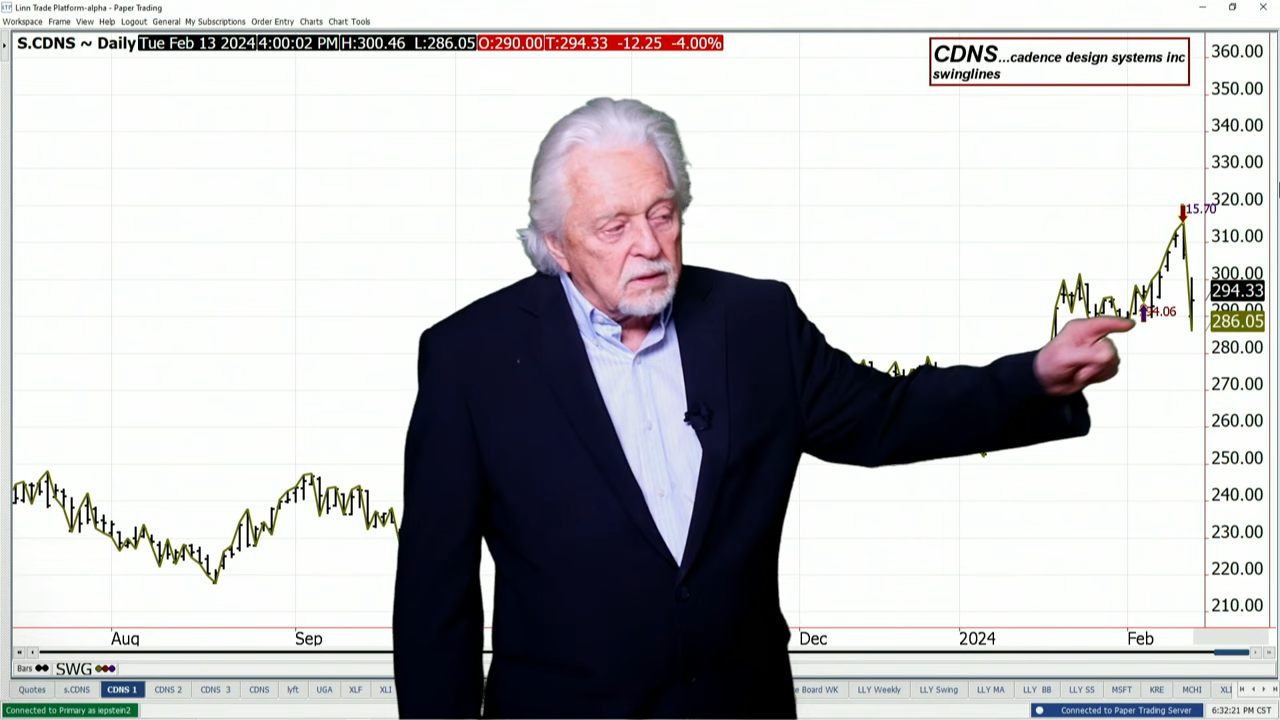 Linn Trade Platform-alpha - Paper Trading
Workspace Frame View Help Logout General My Subscriptions Order Entry Charts Chart Tools
S.CDNS ~ Daily Tue Feb 13 2024 4:00:02 PM H:300.46 L:286.05 O:290.00 T:294.33 -12.25 -4.00%
CDNS...cadence design systems inc
swinglines
360.00
350.00
340.00
330.00
320.00
15.70
310.00
300.00
294.33
290.00
4.06
286.05
280.00
270.00
260.00
250.00
240.00
230.00
220.00
210.00
Aug Sep Dec 2024 Feb
Bars SWG
Quotes s.CDNS CDNS 1 CDNS 2 CDNS 3 CDNS lyft UGA XLF XLI e Board WK LLY Weekly LLY Swing LLY MA LLY BB LLY SS MSFT KRE MCHI XLI
Connected to Primary as iepstein2 Connected to Paper Trading Server 6:32:21 PM CST